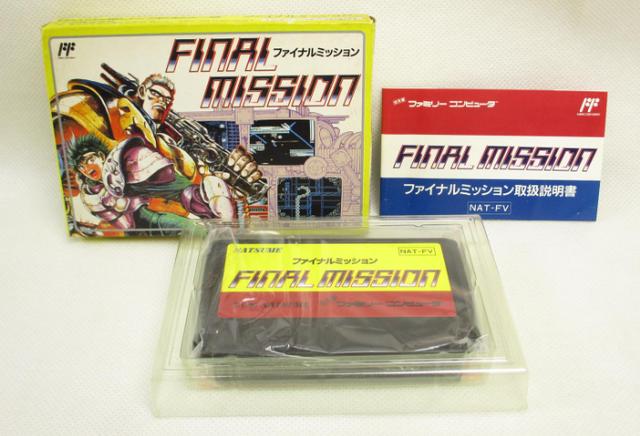 FINAL
ファイナルミッション
MISSION
ファミリー コンピュータ
FINAL MISSION
ファイナルミッション取扱説明書
NAT-FV
NATSUME
NAT-FV
ファイナルミッション
FINAL MISSION
ファミリー コンピュータ